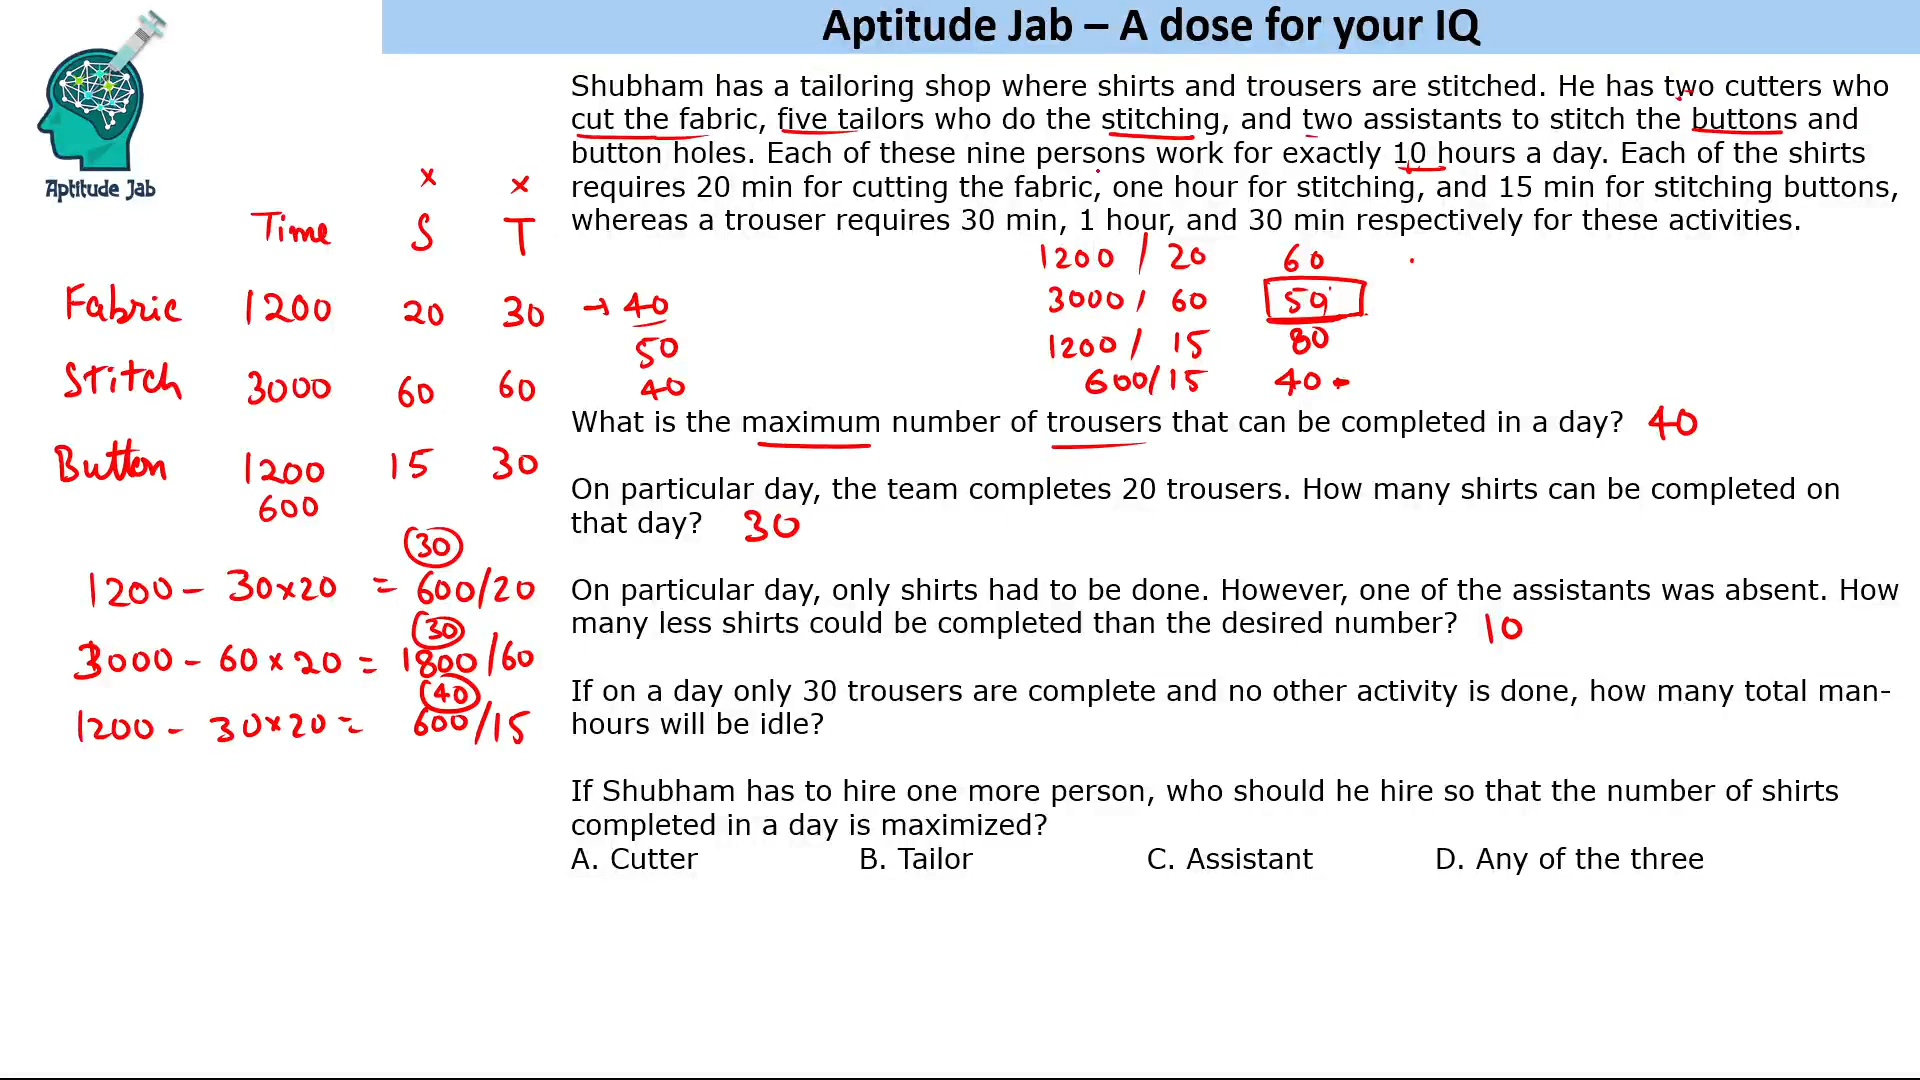 Aptitude Jab – A dose for your IQ
Aptitude Jab
Shubham has a tailoring shop where shirts and trousers are stitched. He has two cutters who
cut the fabric, five tailors who do the stitching, and two assistants to stitch the buttons and
button holes. Each of these nine persons work for exactly 10 hours a day. Each of the shirts
requires 20 min for cutting the fabric, one hour for stitching, and 15 min for stitching buttons,
whereas a trouser requires 30 min, 1 hour, and 30 min respectively for these activities.
x x
Time S T
Fabric 1200 20 30 → 40
50
Stitch 3000 60 60 40
Button 1200 15 30
600
1200 / 20 60
3000 / 60 50
1200 / 15 80
600/15 40
What is the maximum number of trousers that can be completed in a day? 40
On particular day, the team completes 20 trousers. How many shirts can be completed on
that day? 30
30
1200 - 30x20 = 600/20
30
3000 - 60x20 = 1800/60
40
1200 - 30x20 = 600/15
On particular day, only shirts had to be done. However, one of the assistants was absent. How
many less shirts could be completed than the desired number? 10
If on a day only 30 trousers are complete and no other activity is done, how many total man-
hours will be idle?
If Shubham has to hire one more person, who should he hire so that the number of shirts
completed in a day is maximized?
A. Cutter B. Tailor C. Assistant D. Any of the three